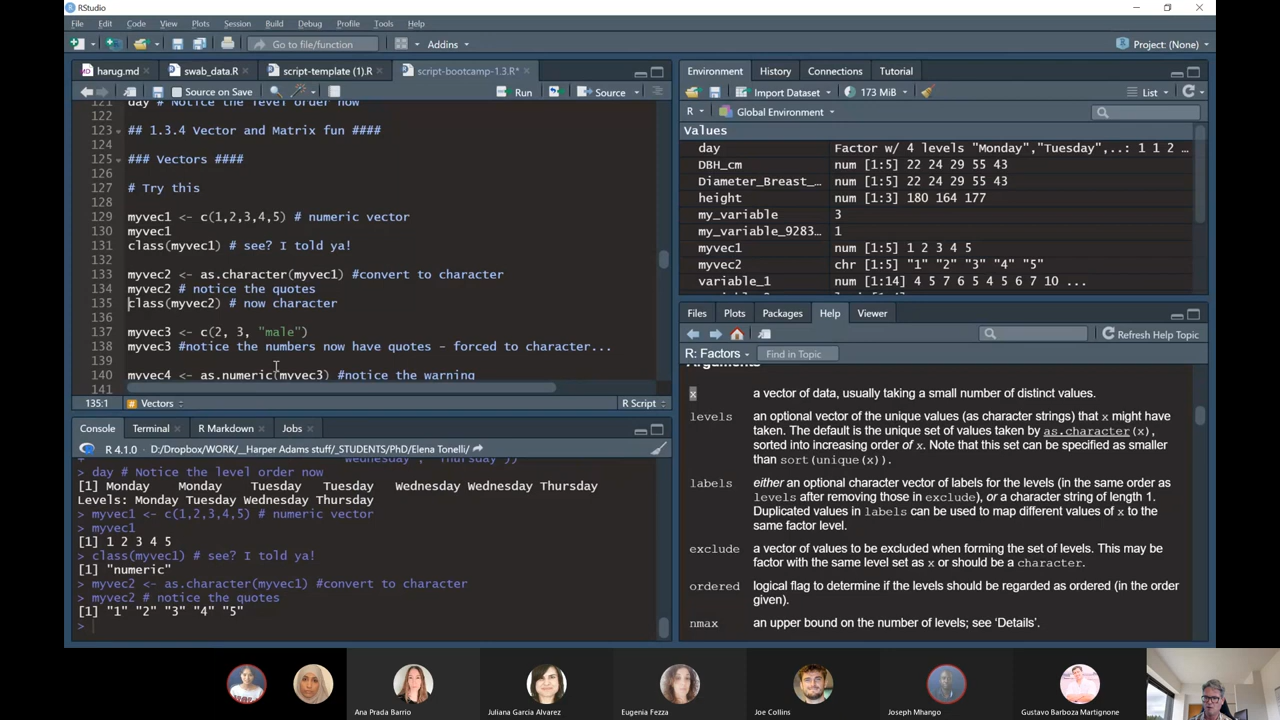 RStudio
File Edit Code View Plots Session Build Debug Profile Tools Help
Go to file/function Addins Project: (None)
harug.md swab_data.R script-template (1).R script-bootcamp-1.3.R*
Source on Save Run Source
121 day # Notice the level order now
122
123 ## 1.3.4 Vector and Matrix fun ####
124
125 ### Vectors ####
126
127 # Try this
128
129 myvec1 <- c(1,2,3,4,5) # numeric vector
130 myvec1
131 class(myvec1) # see? I told ya!
132
133 myvec2 <- as.character(myvec1) #convert to character
134 myvec2 # notice the quotes
135 class(myvec2) # now character
136
137 myvec3 <- c(2, 3, "male")
138 myvec3 #notice the numbers now have quotes - forced to character...
139
140 myvec4 <- as.numeric(myvec3) #notice the warning
141
135:1 Vectors R Script
Console Terminal R Markdown Jobs
R 4.1.0 D:/Dropbox/WORK/__Harper Adams stuff/_STUDENTS/PhD/Elena Tonelli/
+ "Wednesday", "Thursday"))
> day # Notice the level order now
[1] Monday Monday Tuesday Tuesday Wednesday Wednesday Thursday
Levels: Monday Tuesday Wednesday Thursday
> myvec1 <- c(1,2,3,4,5) # numeric vector
> myvec1
[1] 1 2 3 4 5
> class(myvec1) # see? I told ya!
[1] "numeric"
> myvec2 <- as.character(myvec1) #convert to character
> myvec2 # notice the quotes
[1] "1" "2" "3" "4" "5"
>
Environment History Connections Tutorial
Import Dataset 173 MiB List
R Global Environment
Values
day Factor w/ 4 levels "Monday","Tuesday",..: 1 1 2 ...
DBH_cm num [1:5] 22 24 29 55 43
Diameter_Breast_… num [1:5] 22 24 29 55 43
height num [1:3] 180 164 177
my_variable 3
my_variable_9283… 1
myvec1 num [1:5] 1 2 3 4 5
myvec2 chr [1:5] "1" "2" "3" "4" "5"
variable_1 num [1:21] 4 5 7 6 5 4 5 6 7 10 ...
Files Plots Packages Help Viewer
Refresh Help Topic
R: Factors Find in Topic
Arguments
x a vector of data, usually taking a small number of distinct values.
levels an optional vector of the unique values (as character strings) that x might have
taken. The default is the unique set of values taken by as.character(x),
sorted into increasing order of x. Note that this set can be specified as smaller
than sort(unique(x)).
labels either an optional character vector of labels for the levels (in the same order as
levels after removing those in exclude), or a character string of length 1.
Duplicated values in labels can be used to map different values of x to the
same factor level.
exclude a vector of values to be excluded when forming the set of levels. This may be
factor with the same level set as x or should be a character.
ordered logical flag to determine if the levels should be regarded as ordered (in the order
given).
nmax an upper bound on the number of levels; see ‘Details’.
Ana Prada Barrio Juliana Garcia Alvarez Eugenia Fezza Joe Collins Joseph Mhango Gustavo Barboza Martignone